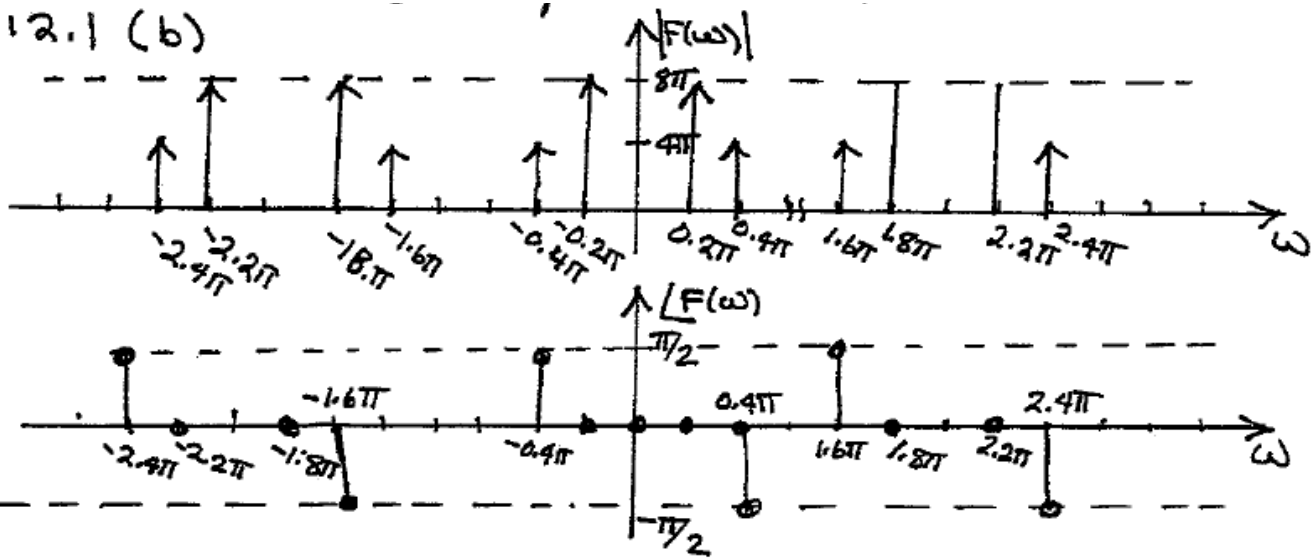 12.1 (b)
|F(ω)|
8π
4π
-2.4π -2.2π -18.π -1.6π -0.4π -0.2π 0.2π 0.4π 1.6π 1.8π 2.2π 2.4π ω
∠F(ω)
π/2
-1.6π 0.4π 2.4π
-2.4π -2.2π -1.8π -0.4π 1.6π 1.8π 2.2π ω
-π/2